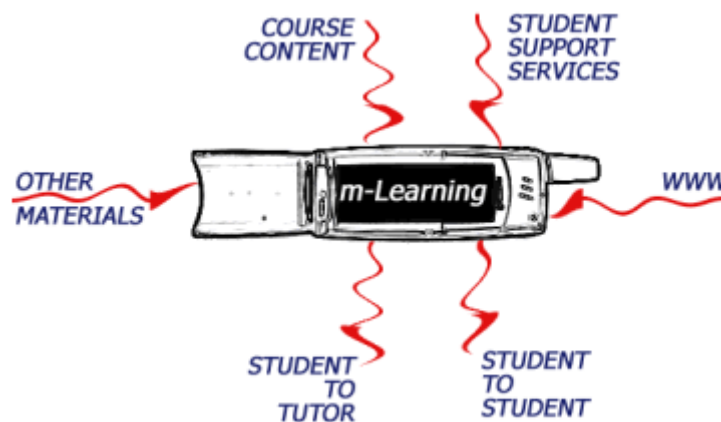 COURSE
CONTENT
STUDENT
SUPPORT
SERVICES
OTHER
MATERIALS
m-Learning
WWW
STUDENT
TO
TUTOR
STUDENT
TO
STUDENT